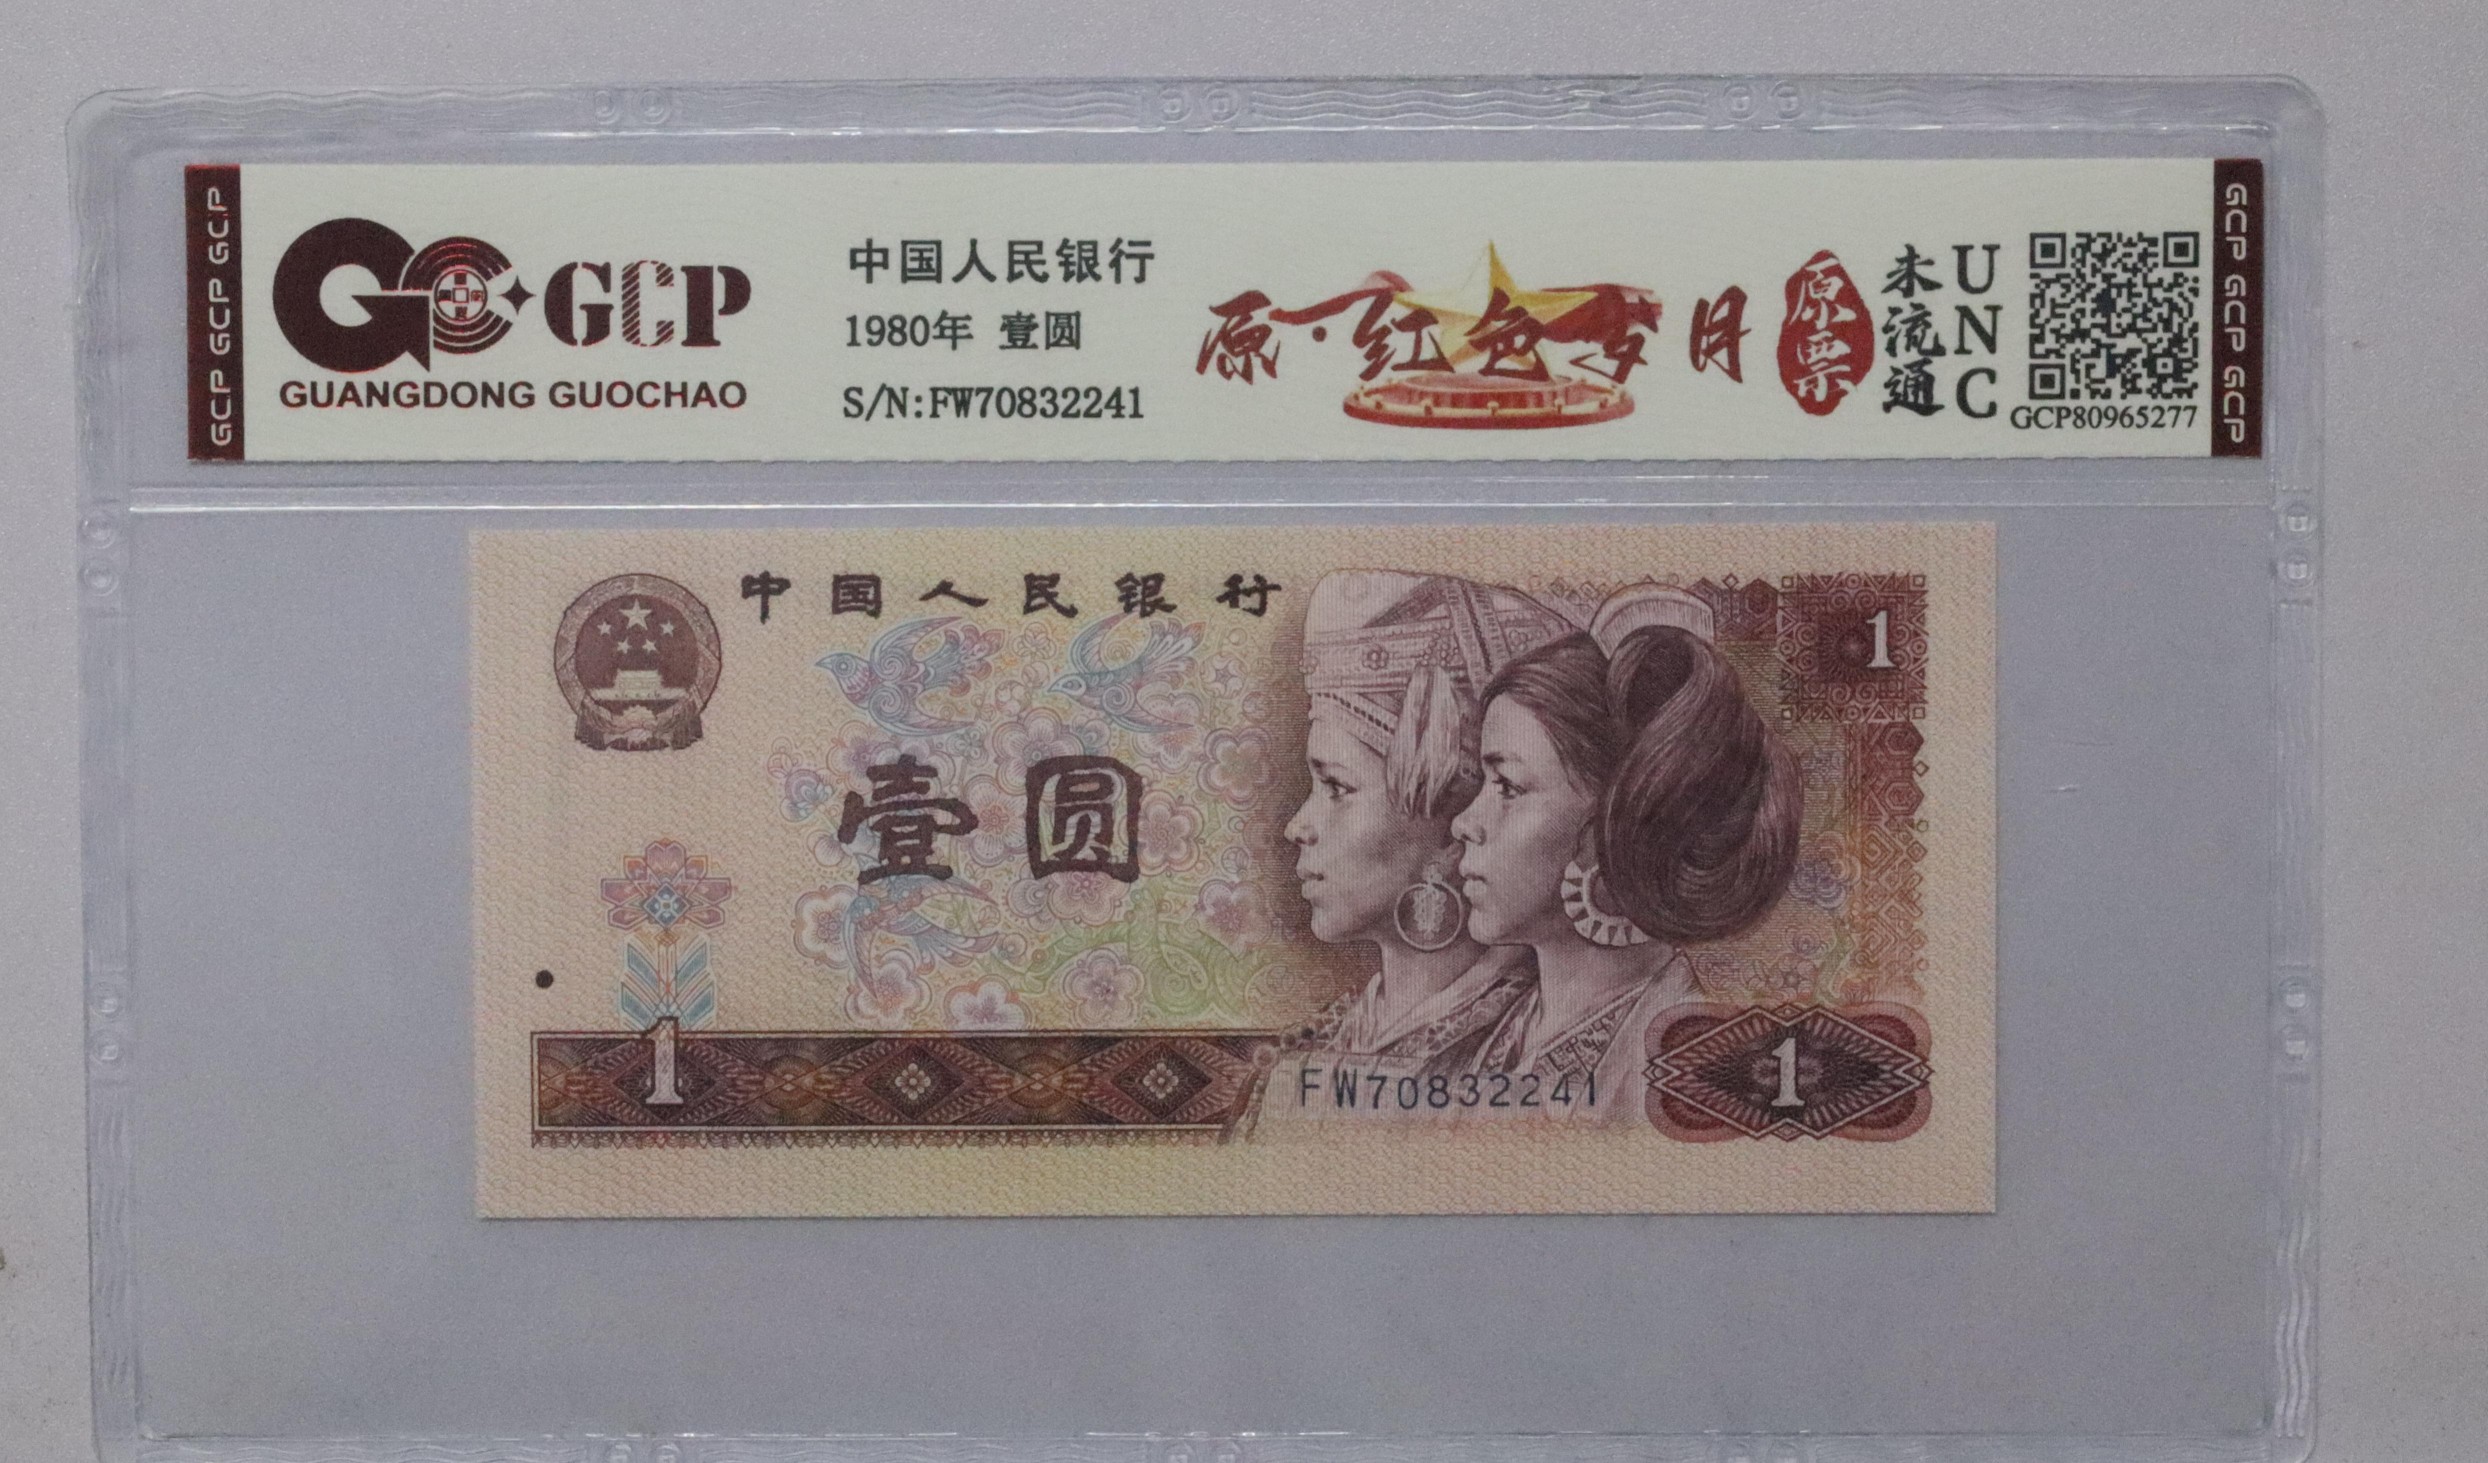 GCP GCP GCP
GCP
GUANGDONG GUOCHAO
中国人民银行
1980年 壹圆
S/N:FW70832241
原·红色岁月
原票
未流通
UNC
GCP80965277
GCP GCP GCP
中国人民银行
1
壹圆
1
FW70832241
1